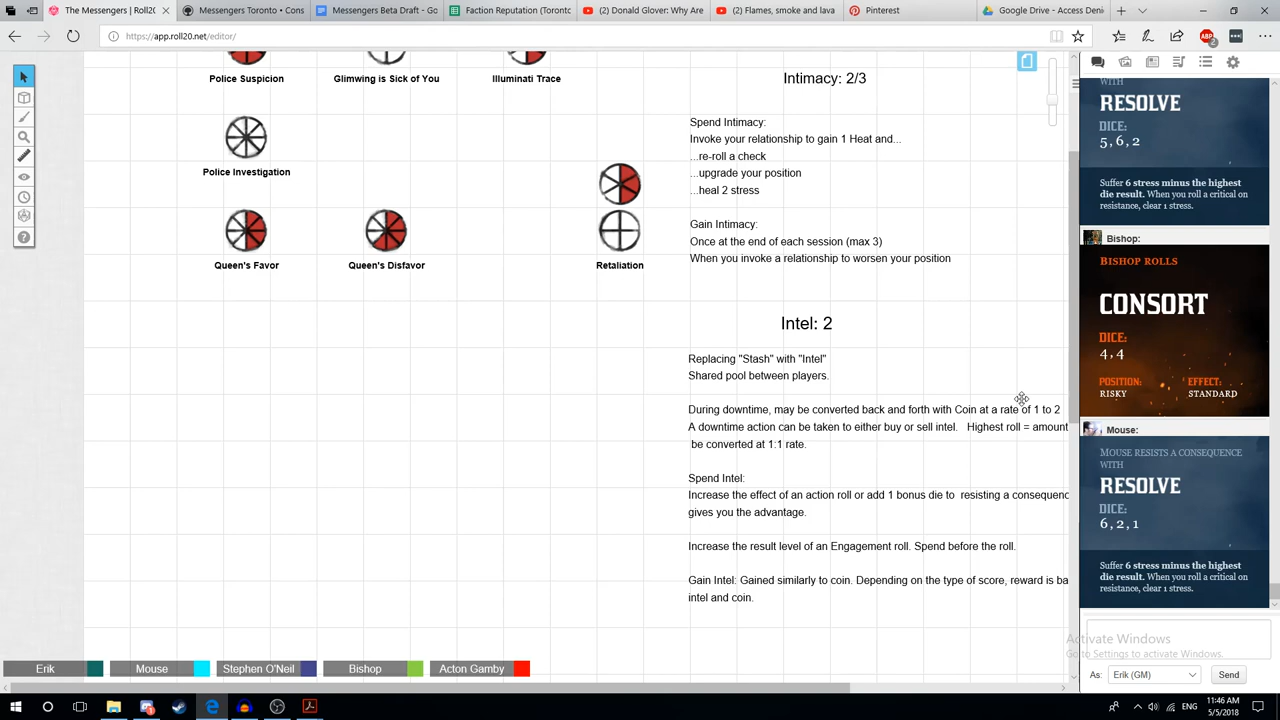 The Messengers | Roll20
Messengers Toronto • Cons
Messengers Beta Draft - Go
Faction Reputation (Toronto
(2) Donald Glover: Why Are
(2) Flames, smoke and lava
Pinterest
Google Drive - Access Deni
https://app.roll20.net/editor/
ABP
2
Police Suspicion
Glimwing is Sick of You
Illuminati Trace
Police Investigation
Queen's Favor
Queen's Disfavor
Retaliation
Intimacy: 2/3
Spend Intimacy:
Invoke your relationship to gain 1 Heat and...
...re-roll a check
...upgrade your position
...heal 2 stress
Gain Intimacy:
Once at the end of each session (max 3)
When you invoke a relationship to worsen your position
Intel: 2
Replacing "Stash" with "Intel"
Shared pool between players.
During downtime, may be converted back and forth with Coin at a rate of 1 to 2
A downtime action can be taken to either buy or sell intel. Highest roll = amount
be converted at 1:1 rate.
Spend Intel:
Increase the effect of an action roll or add 1 bonus die to resisting a consequenc
gives you the advantage.
Increase the result level of an Engagement roll. Spend before the roll.
Gain Intel: Gained similarly to coin. Depending on the type of score, reward is ba
intel and coin.
WITH
RESOLVE
DICE:
5, 6, 2
Suffer 6 stress minus the highest
die result. When you roll a critical on
resistance, clear 1 stress.
Bishop:
BISHOP ROLLS
CONSORT
DICE:
4, 4
POSITION: EFFECT:
RISKY STANDARD
Mouse:
MOUSE RESISTS A CONSEQUENCE
WITH
RESOLVE
DICE:
6, 2, 1
Suffer 6 stress minus the highest
die result. When you roll a critical on
resistance, clear 1 stress.
Activate Windows
Go to Settings to activate Windows.
As: Erik (GM) Send
Erik
Mouse
Stephen O'Neil
Bishop
Acton Gamby
ENG
11:46 AM
5/5/2018